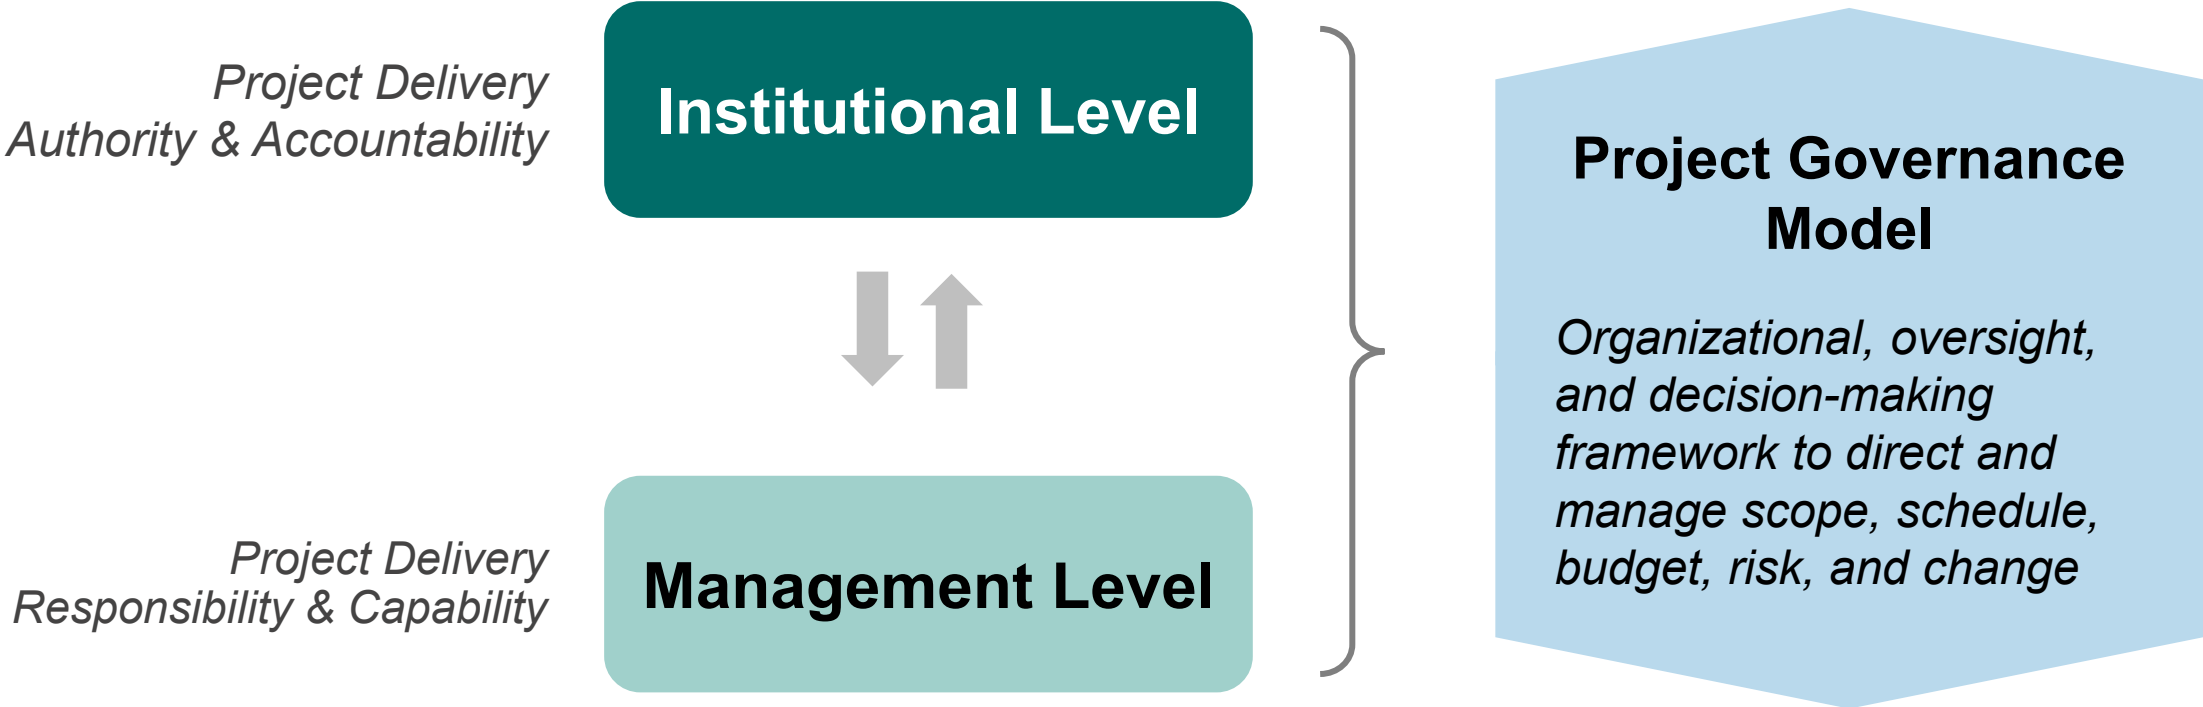 Project Delivery
Authority & Accountability
Institutional Level
Project Delivery
Responsibility & Capability
Management Level
Project Governance
Model
Organizational, oversight,
and decision-making
framework to direct and
manage scope, schedule,
budget, risk, and change